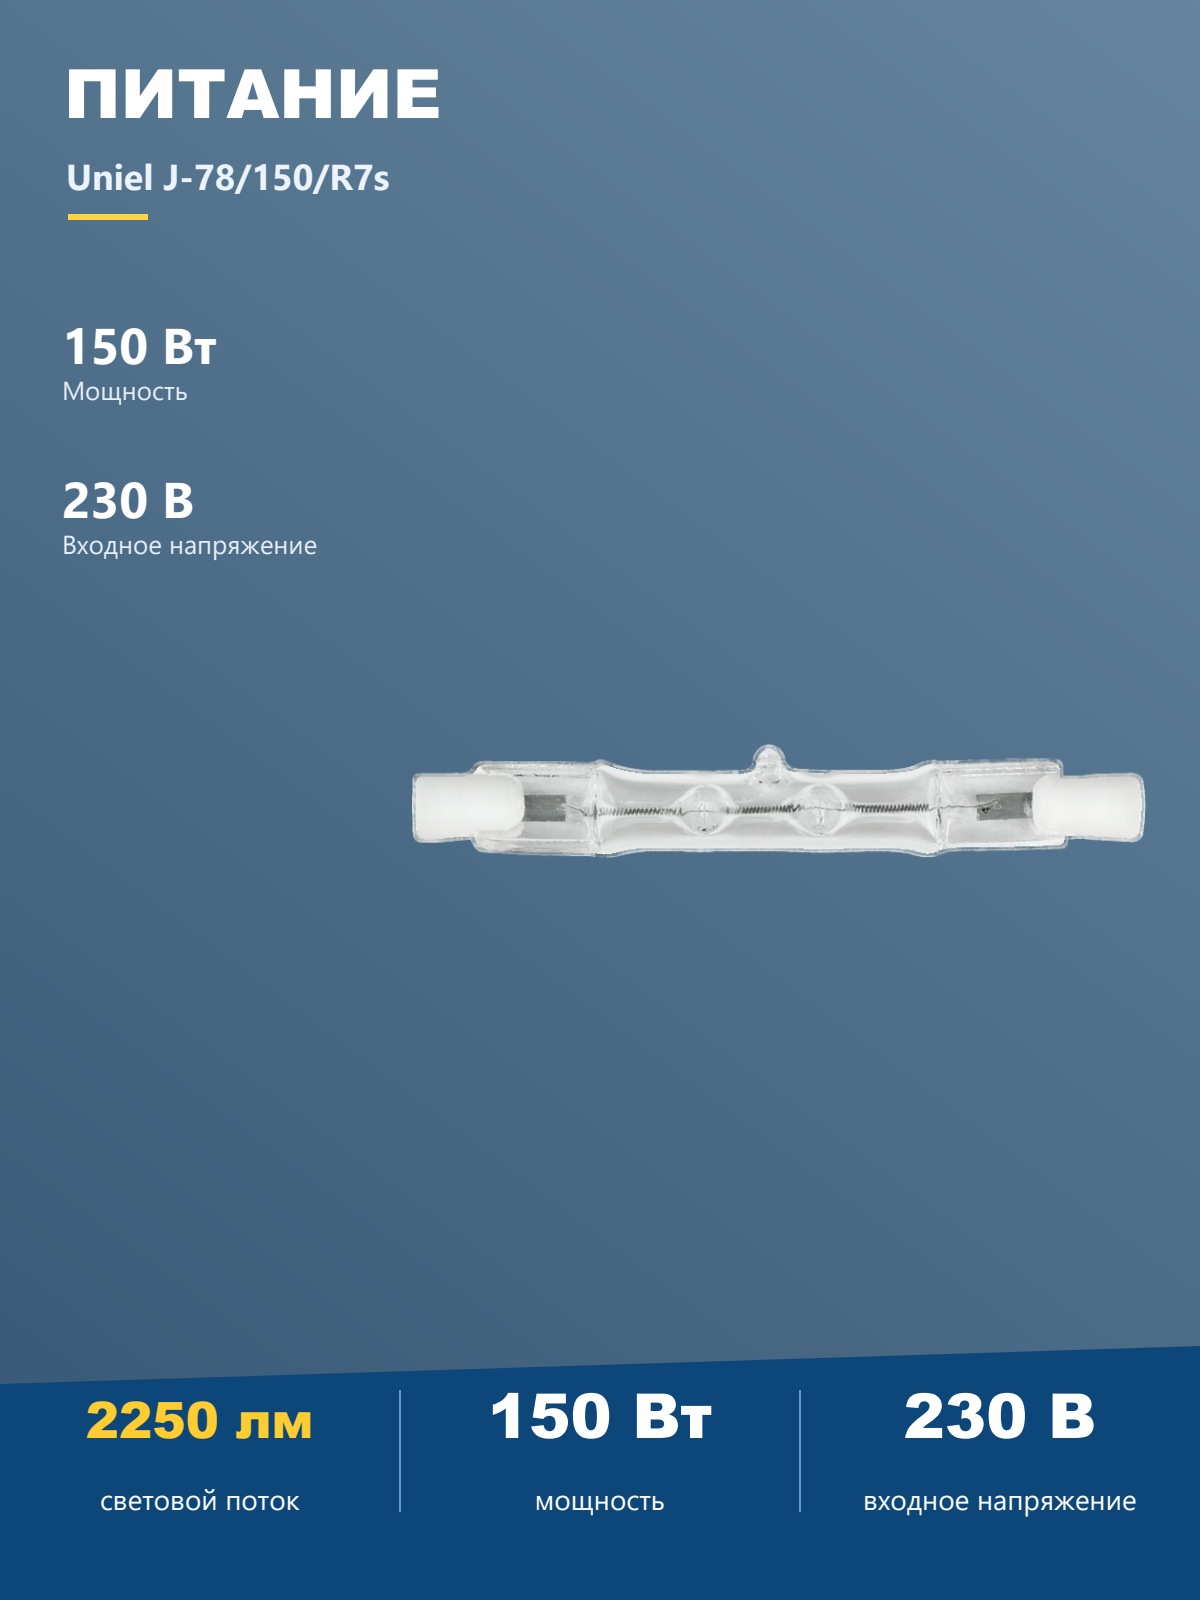 ПИТАНИЕ
Uniel J-78/150/R7s
150 Вт
Мощность
230 В
Входное напряжение
2250 лм
световой поток
150 Вт
мощность
230 В
входное напряжение